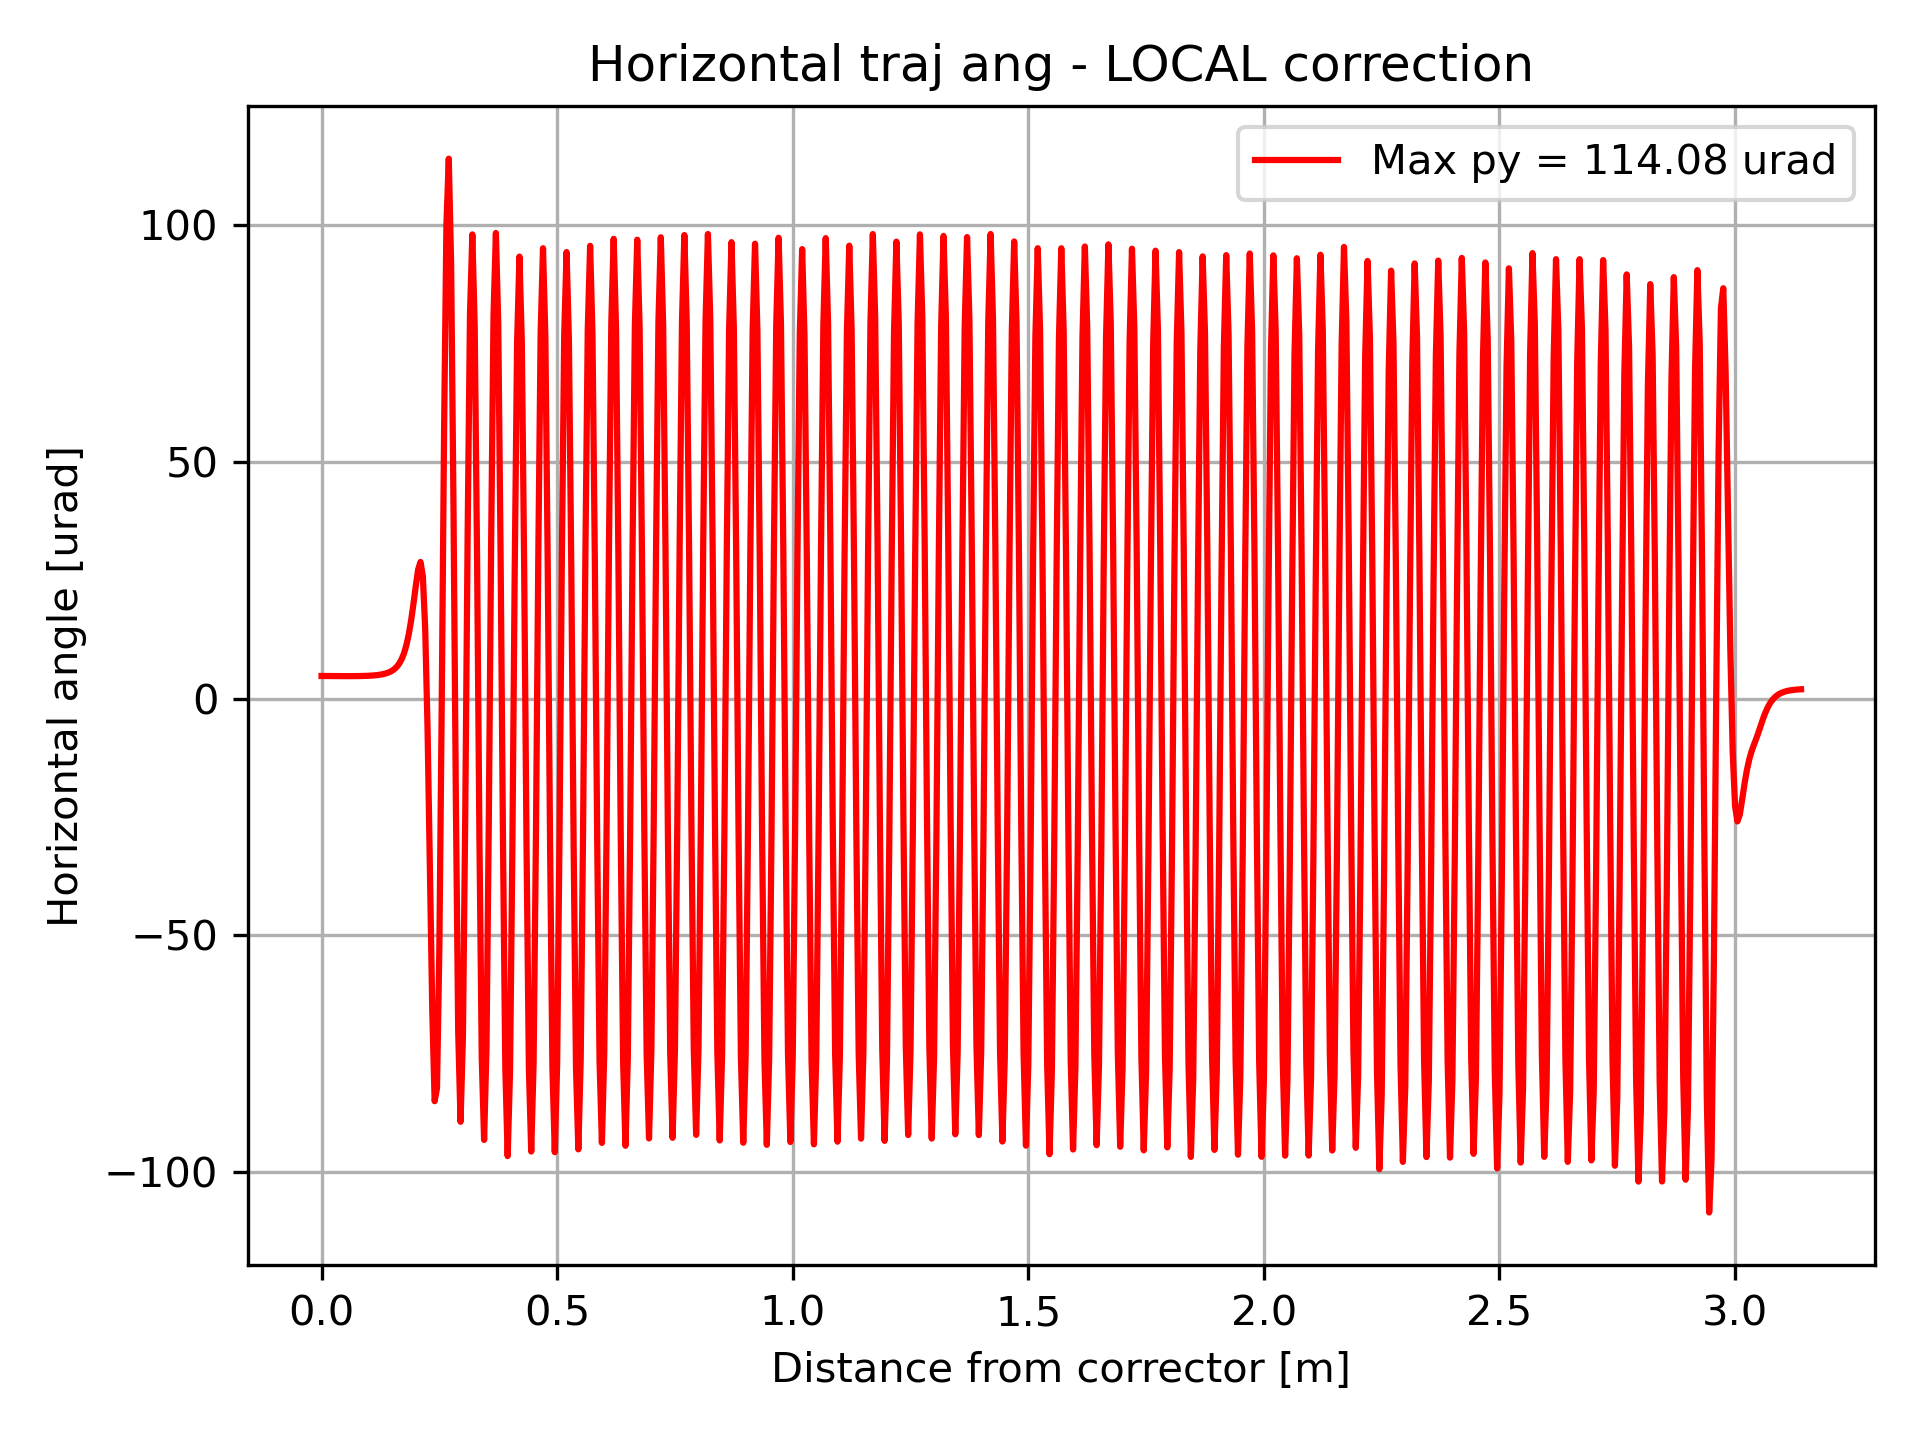 Horizontal traj ang - LOCAL correction
Max py = 114.08 urad
Horizontal angle [urad]
100
50
0
−50
−100
0.0 0.5 1.0 1.5 2.0 2.5 3.0
Distance from corrector [m]